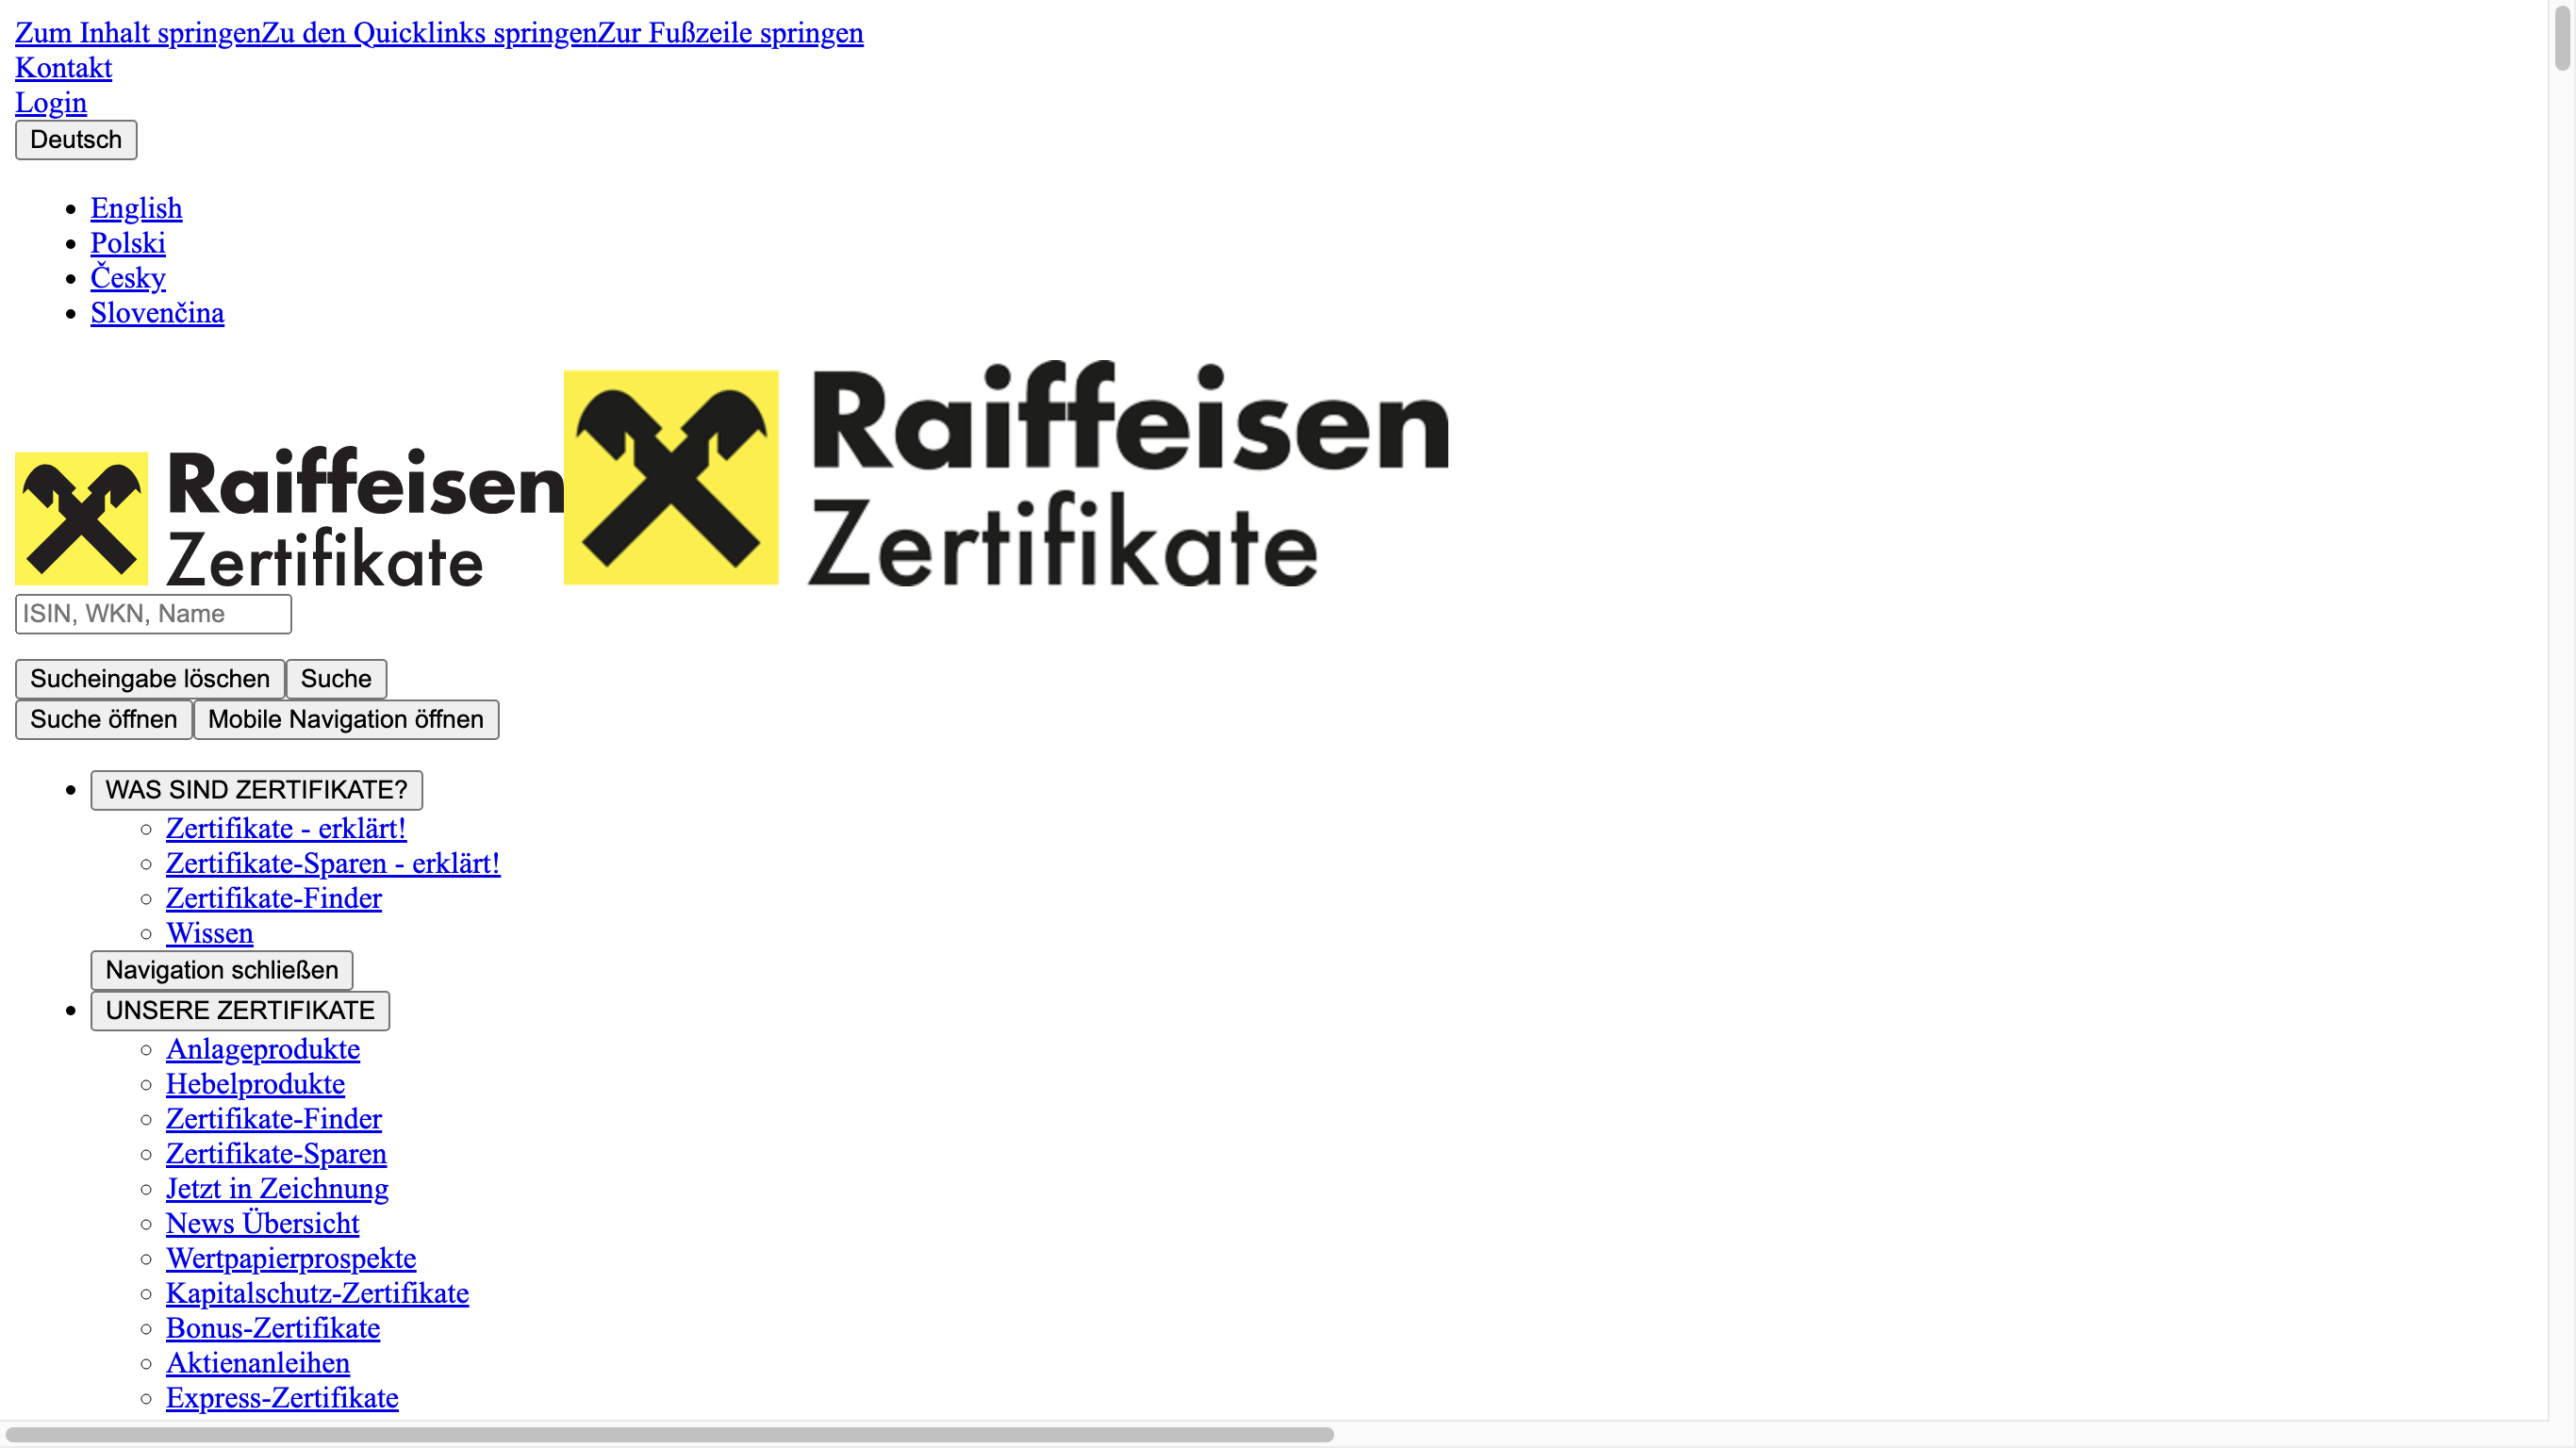 Zum Inhalt springenZu den Quicklinks springenZur Fußzeile springen
Kontakt
Login
Deutsch
English
Polski
Česky
Slovenčina
Raiffeisen
Zertifikate
Raiffeisen
Zertifikate
ISIN, WKN, Name
Sucheingabe löschen Suche
Suche öffnen Mobile Navigation öffnen
WAS SIND ZERTIFIKATE?
Zertifikate - erklärt!
Zertifikate-Sparen - erklärt!
Zertifikate-Finder
Wissen
Navigation schließen
UNSERE ZERTIFIKATE
Anlageprodukte
Hebelprodukte
Zertifikate-Finder
Zertifikate-Sparen
Jetzt in Zeichnung
News Übersicht
Wertpapierprospekte
Kapitalschutz-Zertifikate
Bonus-Zertifikate
Aktienanleihen
Express-Zertifikate